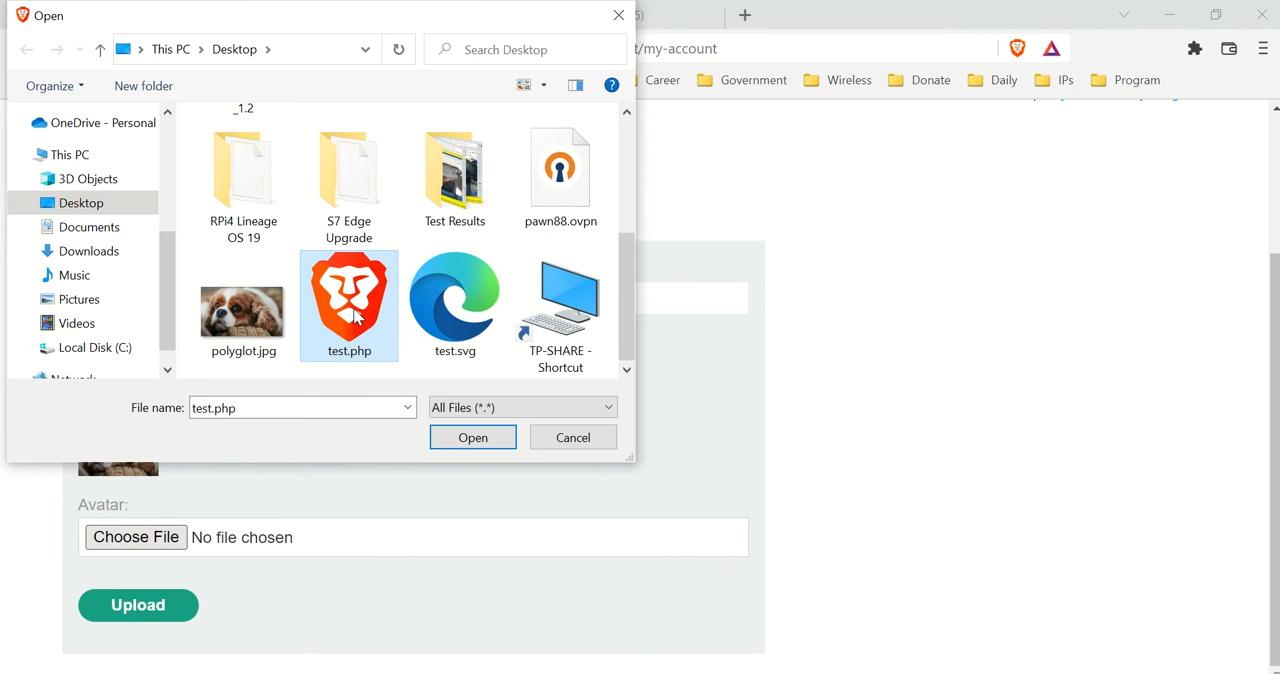 Open
5)
This PC > Desktop >
Search Desktop
t/my-account
Organize
New folder
Career
Government
Wireless
Donate
Daily
IPs
Program
OneDrive - Personal
This PC
3D Objects
Desktop
Documents
Downloads
Music
Pictures
Videos
Local Disk (C:)
Network
_1.2
RPi4 Lineage
OS 19
S7 Edge
Upgrade
Test Results
pawn88.ovpn
polyglot.jpg
test.php
test.svg
TP-SHARE -
Shortcut
File name:
test.php
All Files (*.*)
Open
Cancel
Avatar:
Choose File
No file chosen
Upload